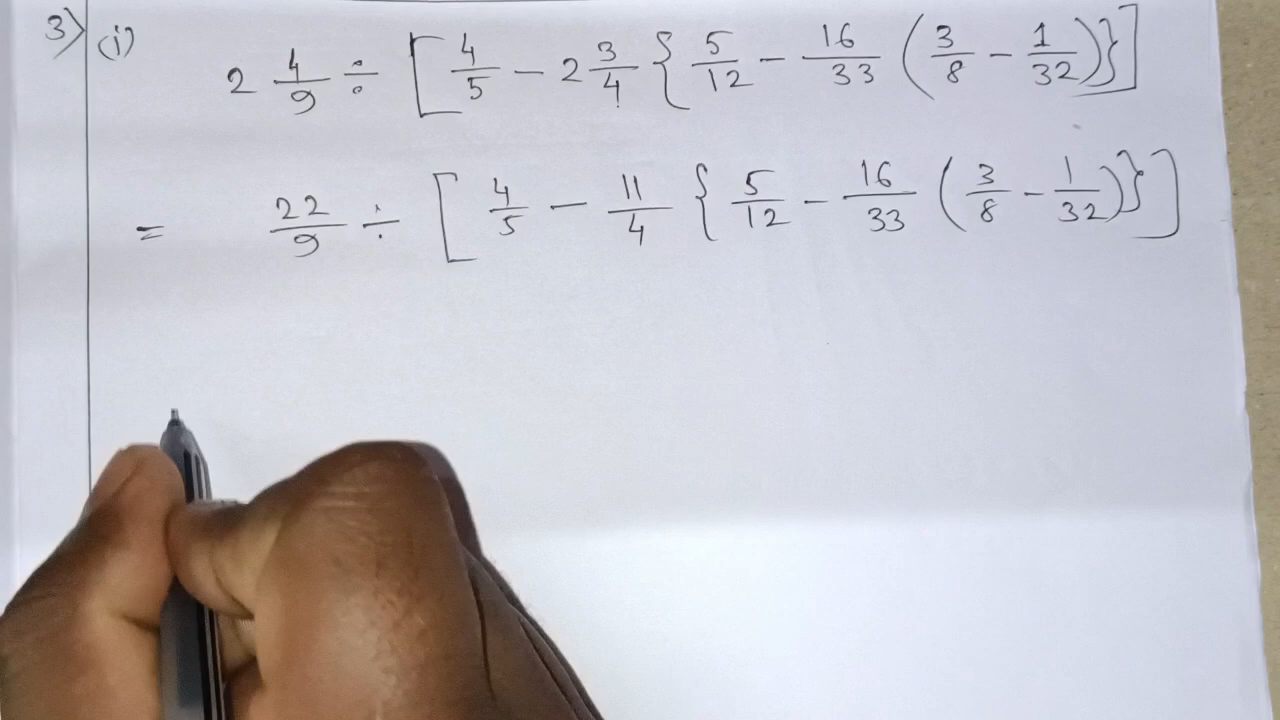 3) (i) 2 4/9 ÷ [ 4/5 - 2 3/4 { 5/12 - 16/33 ( 3/8 - 1/32 ) } ]
= 22/9 ÷ [ 4/5 - 11/4 { 5/12 - 16/33 ( 3/8 - 1/32 ) } ]